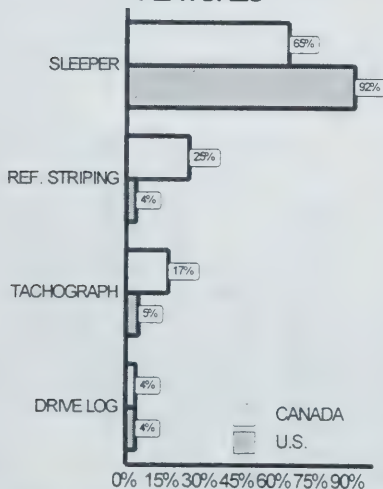 65%
SLEEPER
92%
25%
REF. STRIPING
4%
17%
TACHOGRAPH
5%
4%
DRIVE LOG
4%
CANADA
U.S.
0% 15% 30% 45% 60% 75% 90%